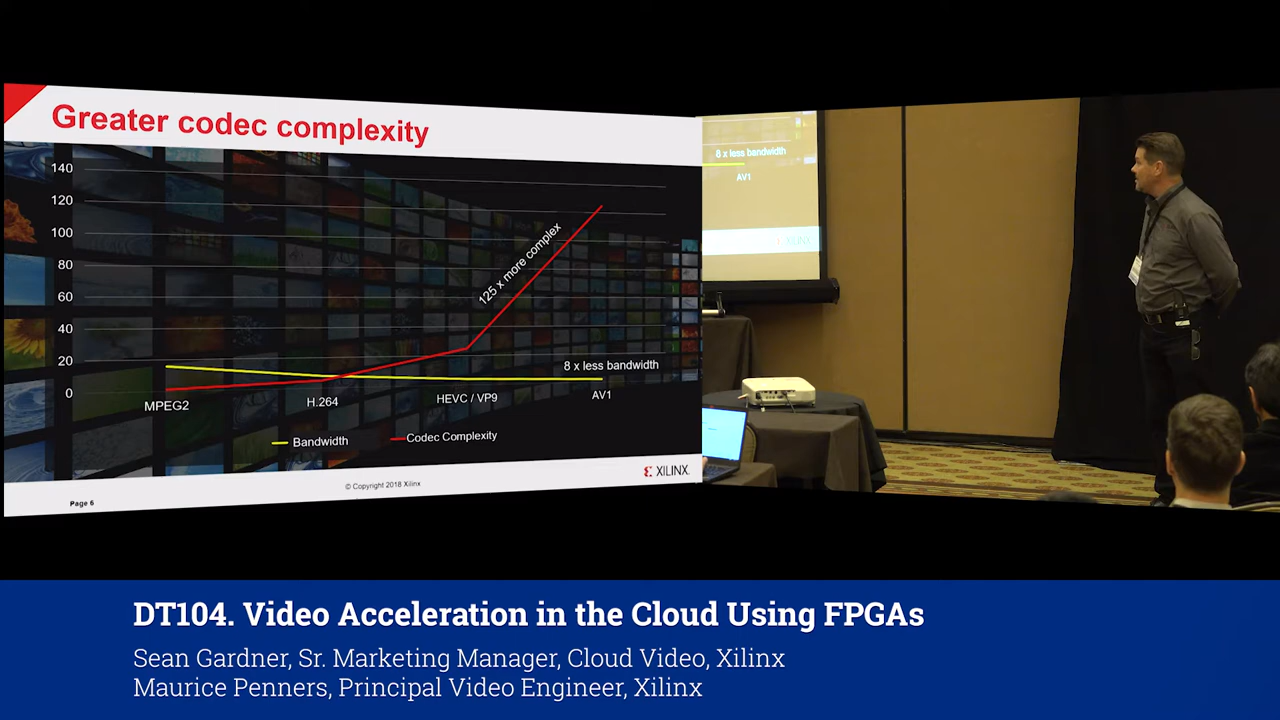 Greater codec complexity
140
120
100
80
60
40
20
0
125 x more complex
8 x less bandwidth
MPEG2
H.264
HEVC / VP9
AV1
Bandwidth
Codec Complexity
XILINX
© Copyright 2018 Xilinx
Page 6
8 x less bandwidth
AV1
XILINX
DT104. Video Acceleration in the Cloud Using FPGAs
Sean Gardner, Sr. Marketing Manager, Cloud Video, Xilinx
Maurice Penners, Principal Video Engineer, Xilinx